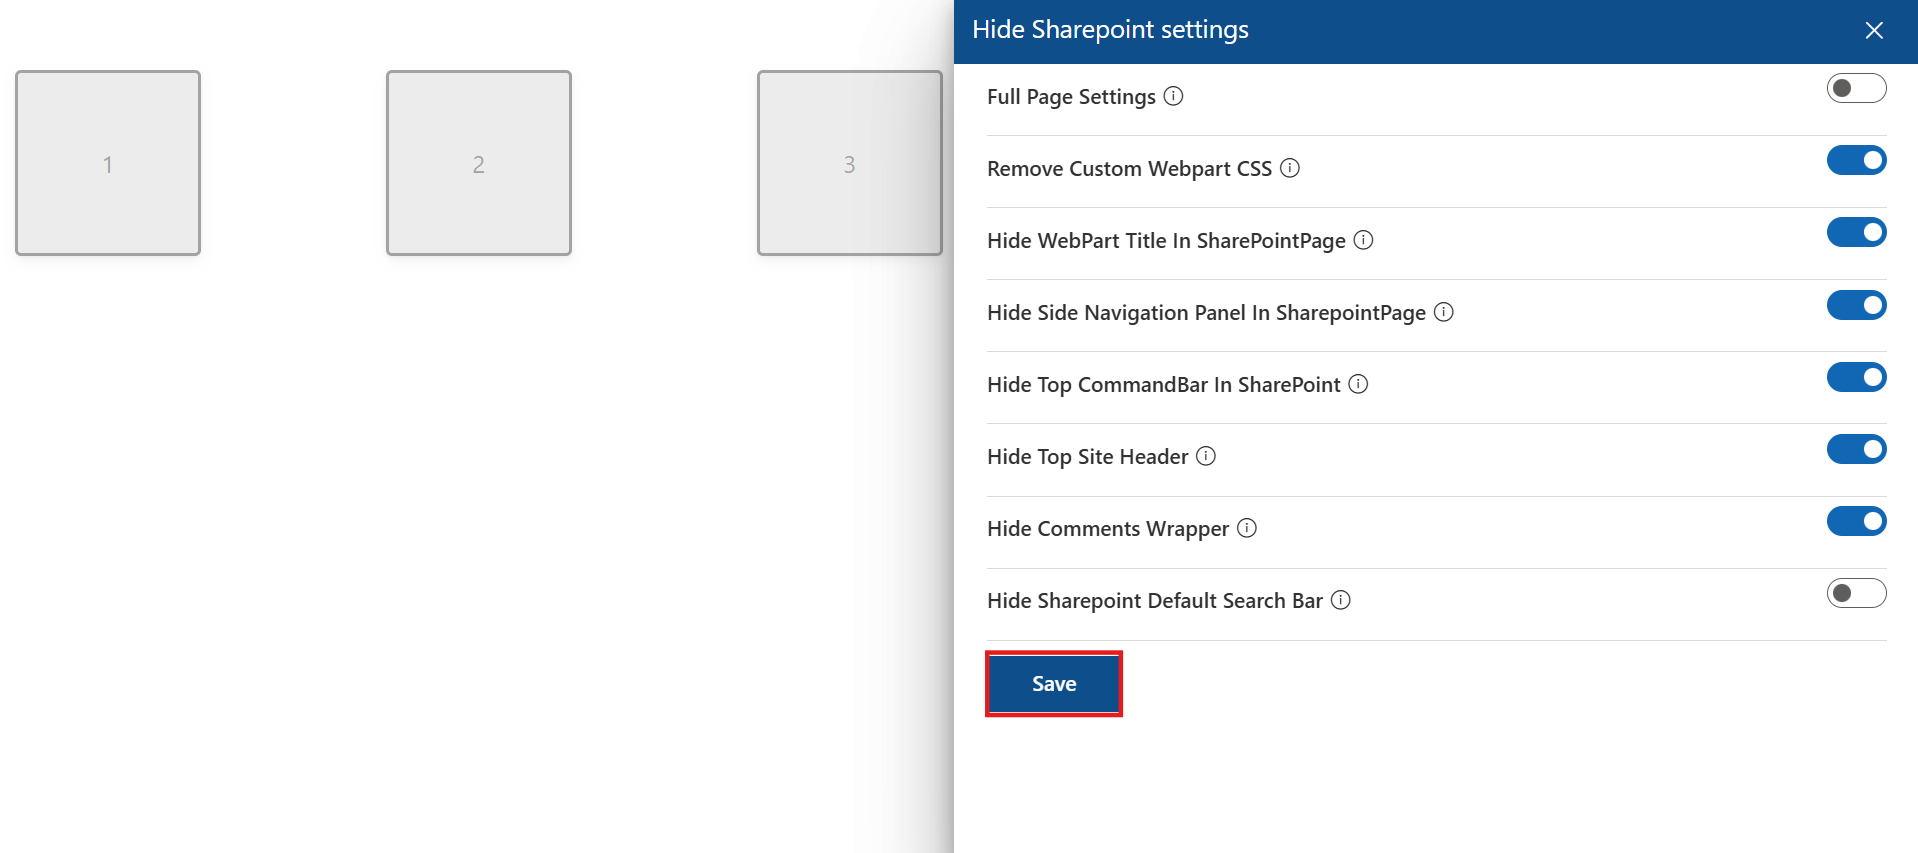 1
2
3
Hide Sharepoint settings
Full Page Settings
Remove Custom Webpart CSS
Hide WebPart Title In SharePointPage
Hide Side Navigation Panel In SharepointPage
Hide Top CommandBar In SharePoint
Hide Top Site Header
Hide Comments Wrapper
Hide Sharepoint Default Search Bar
Save